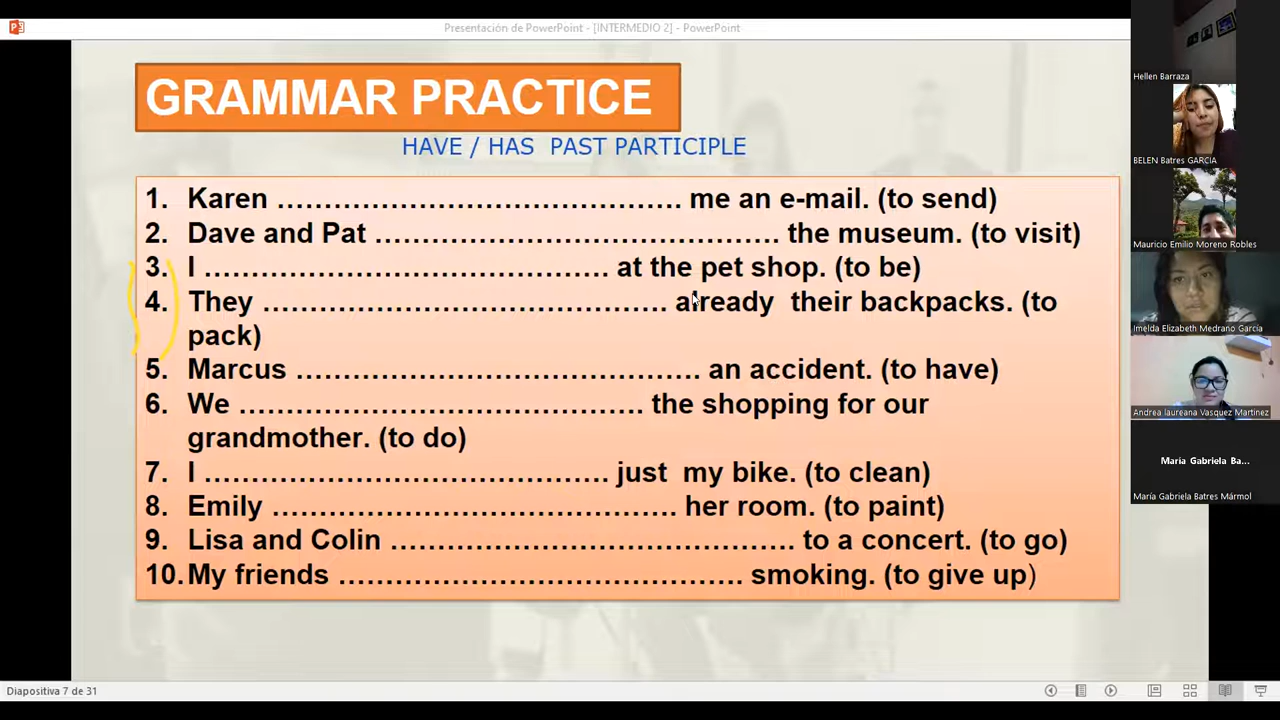 Presentación de PowerPoint - [INTERMEDIO 2] - PowerPoint
GRAMMAR PRACTICE
HAVE / HAS  PAST PARTICIPLE
1. Karen ………………………………………. me an e-mail. (to send)
2. Dave and Pat ………………………………………. the museum. (to visit)
3. I ………………………………………. at the pet shop. (to be)
4. They ………………………………………. already  their backpacks. (to
pack)
5. Marcus ………………………………………. an accident. (to have)
6. We ………………………………………. the shopping for our
grandmother. (to do)
7. I ………………………………………. just  my bike. (to clean)
8. Emily ………………………………………. her room. (to paint)
9. Lisa and Colin ………………………………………. to a concert. (to go)
10. My friends ………………………………………. smoking. (to give up)
Hellen Barraza
BELEN Batres GARCIA
Mauricio Emilio Moreno Robles
Imelda Elizabeth Medrano García
Andrea laureana Vasquez Martinez
Maria Gabriela Ba...
María Gabriela Batres Mármol
Diapositiva 7 de 31